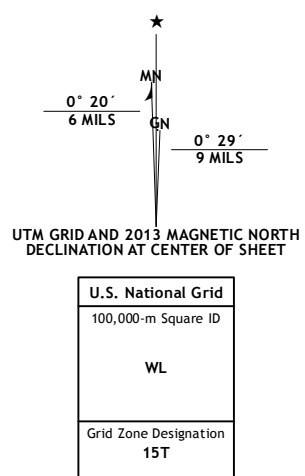 ★
MN
0° 20´
6 MILS
GN
0° 29´
9 MILS
UTM GRID AND 2013 MAGNETIC NORTH
DECLINATION AT CENTER OF SHEET
U.S. National Grid
100,000-m Square ID
WL
Grid Zone Designation
15T